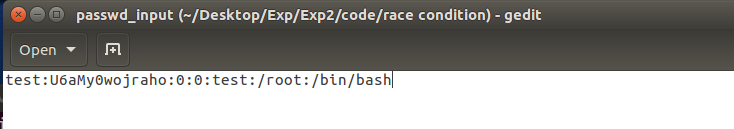 passwd_input (~/Desktop/Exp/Exp2/code/race condition) - gedit
Open
test:U6aMy0wojraho:0:0:test:/root:/bin/bash